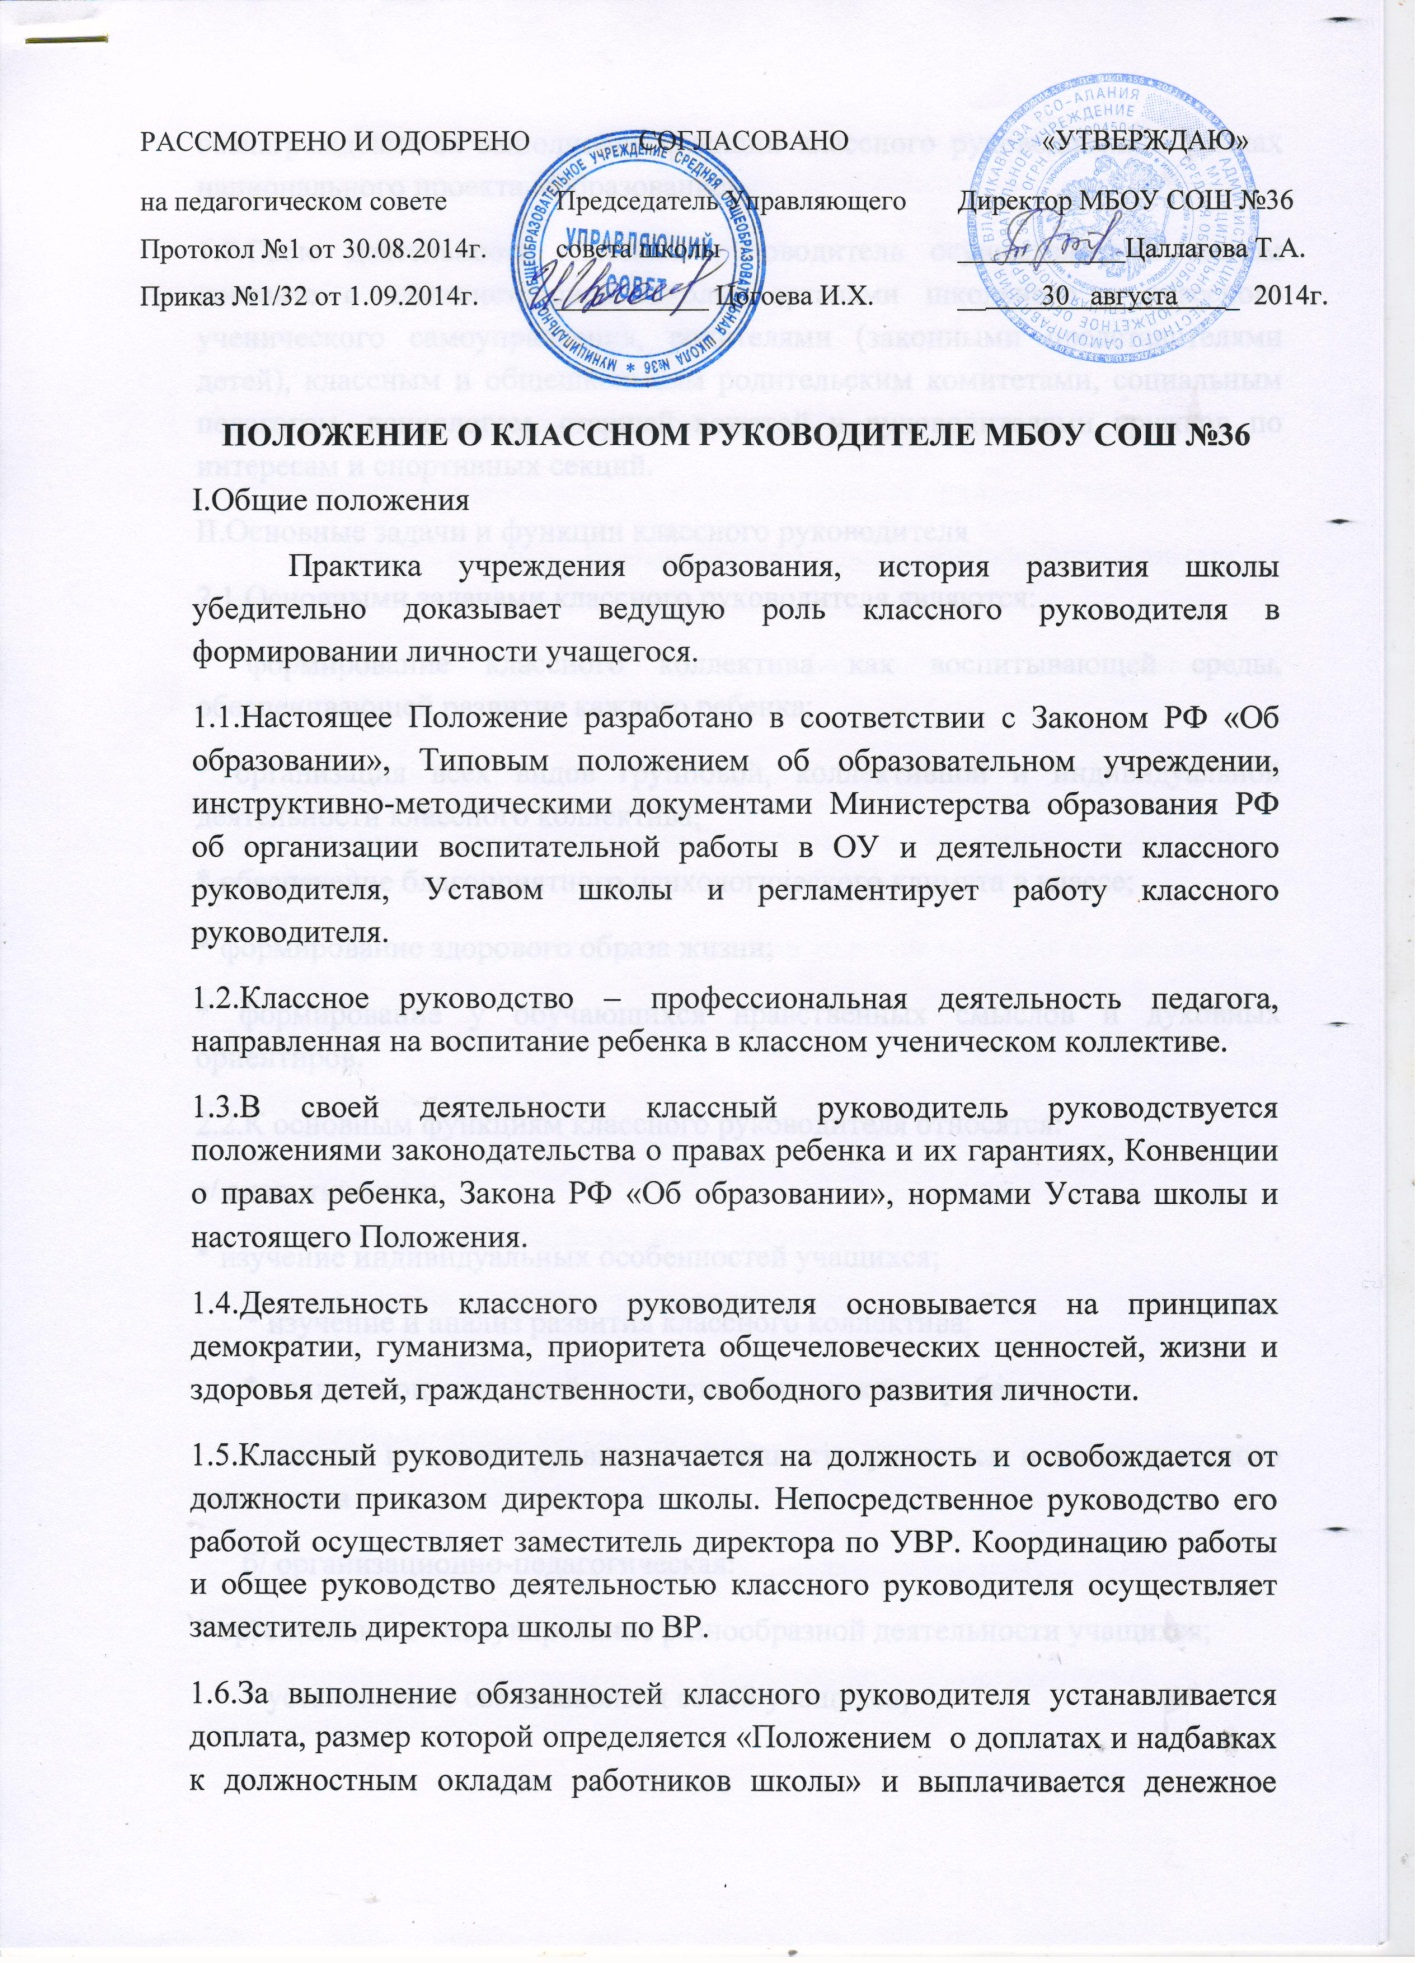 РАССМОТРЕНО И ОДОБРЕНО СОГЛАСОВАНО «УТВЕРЖДАЮ»
на педагогическом совете Председатель Управляющего Директор МБОУ СОШ №36
Протокол №1 от 30.08.2014г. совета школы Цаллагова Т.А.
Приказ №1/32 от 1.09.2014г. Дзгоева И.Х. 30 августа 2014г.
МУНИЦИПАЛЬНОЕ ОБЩЕОБРАЗОВАТЕЛЬНОЕ УЧРЕЖДЕНИЕ СРЕДНЯЯ ОБЩЕОБРАЗОВАТЕЛЬНАЯ ШКОЛА №36 *
УПРАВЛЯЮЩИЙ
СОВЕТ
ПОЛОЖЕНИЕ О КЛАССНОМ РУКОВОДИТЕЛЕ МБОУ СОШ №36
I.Общие положения
Практика учреждения образования, история развития школы
убедительно доказывает ведущую роль классного руководителя в
формировании личности учащегося.
1.1.Настоящее Положение разработано в соответствии с Законом РФ «Об
образовании», Типовым положением об образовательном учреждении,
инструктивно-методическими документами Министерства образования РФ
об организации воспитательной работы в ОУ и деятельности классного
руководителя, Уставом школы и регламентирует работу классного
руководителя.
1.2.Классное руководство – профессиональная деятельность педагога,
направленная на воспитание ребенка в классном ученическом коллективе.
1.3.В своей деятельности классный руководитель руководствуется
положениями законодательства о правах ребенка и их гарантиях, Конвенции
о правах ребенка, Закона РФ «Об образовании», нормами Устава школы и
настоящего Положения.
1.4.Деятельность классного руководителя основывается на принципах
демократии, гуманизма, приоритета общечеловеческих ценностей, жизни и
здоровья детей, гражданственности, свободного развития личности.
1.5.Классный руководитель назначается на должность и освобождается от
должности приказом директора школы. Непосредственное руководство его
работой осуществляет заместитель директора по УВР. Координацию работы
и общее руководство деятельностью классного руководителя осуществляет
заместитель директора школы по ВР.
1.6.За выполнение обязанностей классного руководителя устанавливается
доплата, размер которой определяется «Положением о доплатах и надбавках
к должностным окладам работников школы» и выплачивается денежное